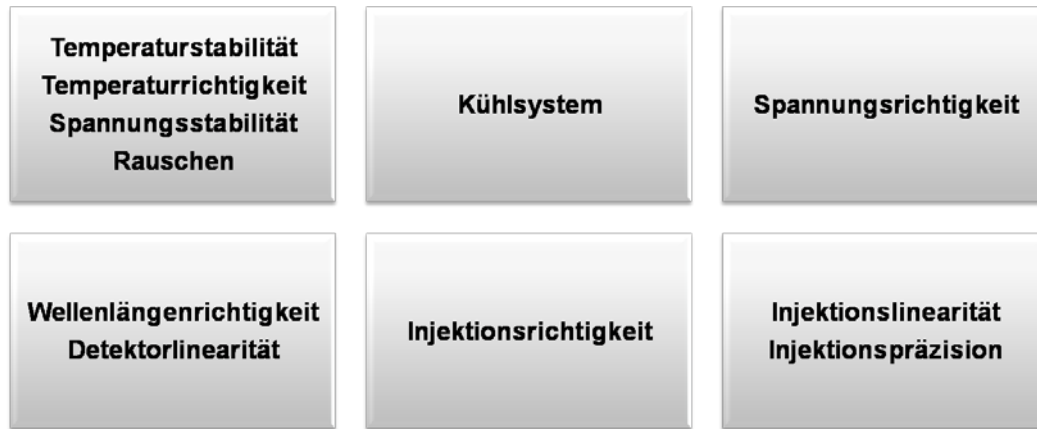 Temperaturstabilität
Temperaturrichtigkeit
Spannungsstabilität
Rauschen
Kühlsystem
Spannungsrichtigkeit
Wellenlängenrichtigkeit
Detektorlinearität
Injektionsrichtigkeit
Injektionslinearität
Injektionspräzision